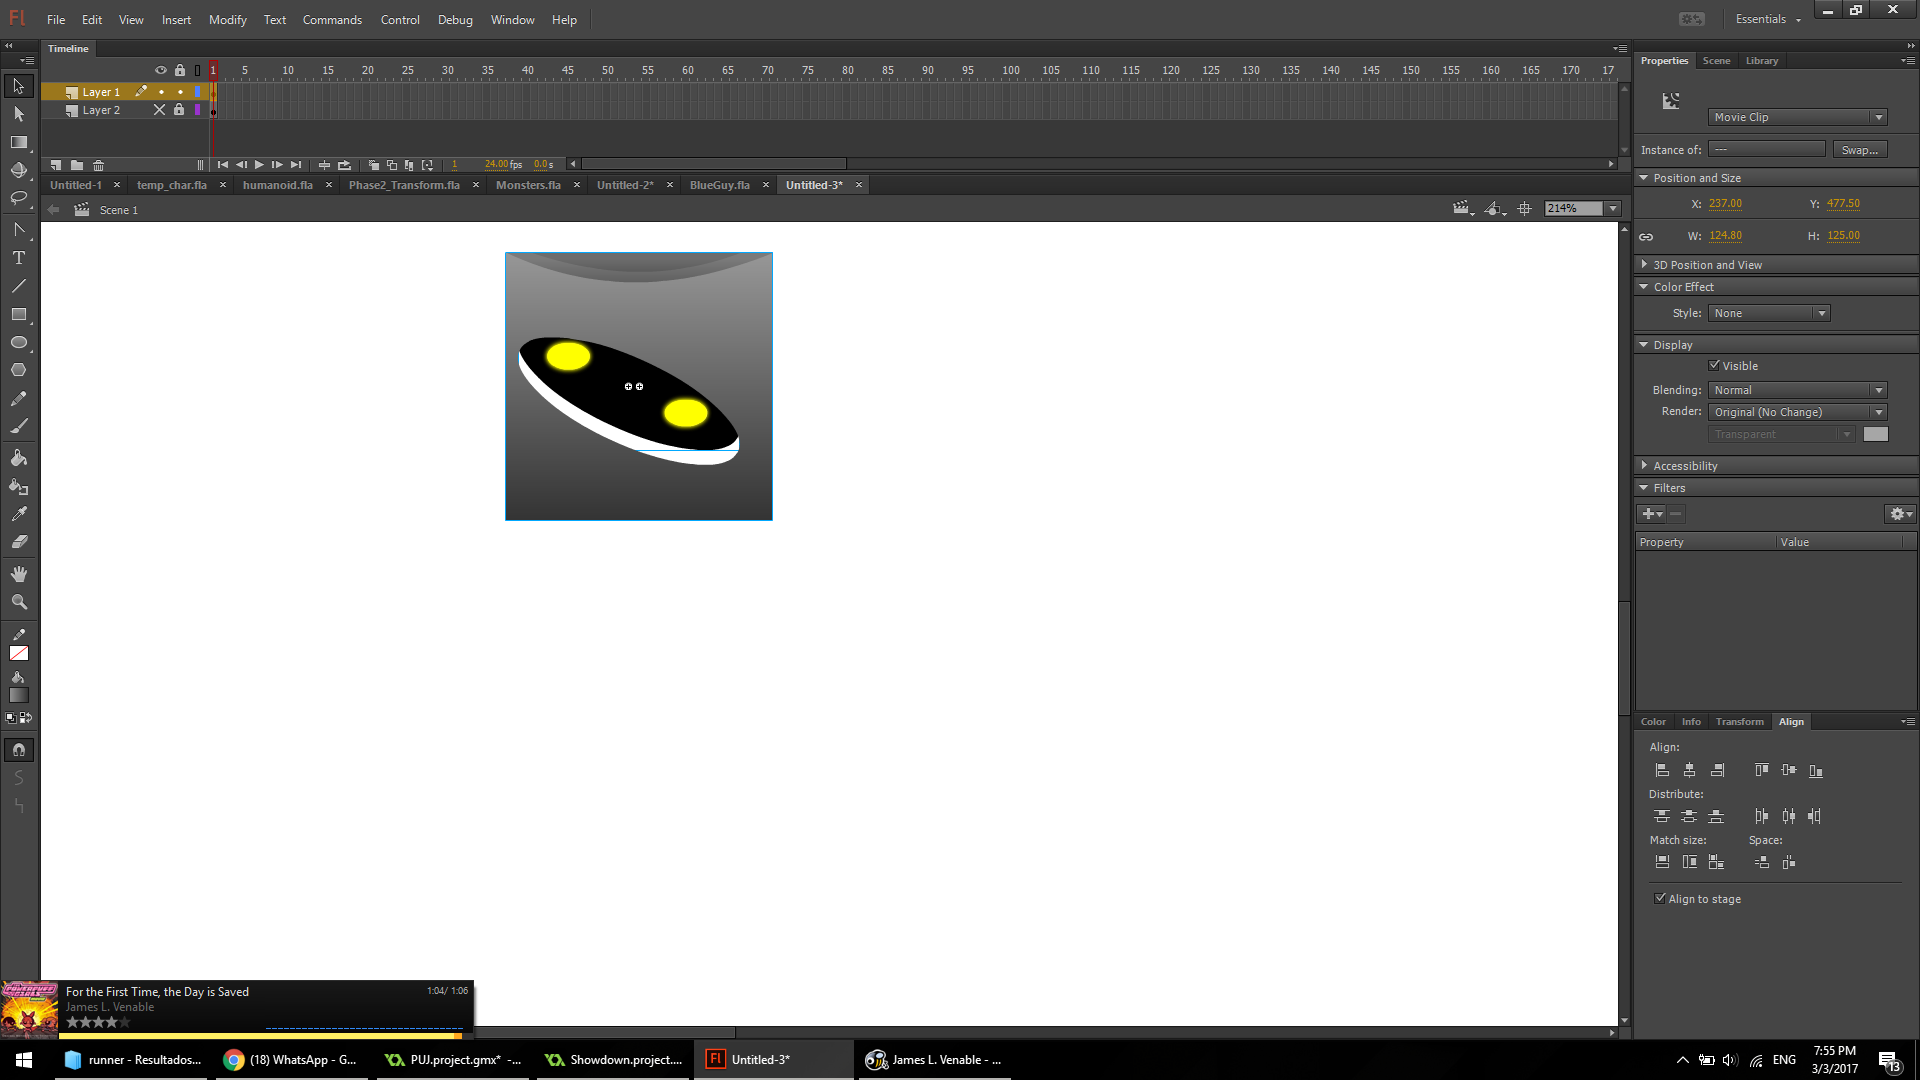 Fl File Edit View Insert Modify Text Commands Control Debug Window Help Essentials
Timeline
1 5 10 15 20 25 30 35 40 45 50 55 60 65 70 75 80 85 90 95 100 105 110 115 120 125 130 135 140 145 150 155 160 165 170 17
Layer 1
Layer 2
1 24.00 fps 0.0 s
Untitled-1 temp_char.fla humanoid.fla Phase2_Transform.fla Monsters.fla Untitled-2* BlueGuy.fla Untitled-3*
Scene 1
214%
Properties Scene Library
Movie Clip
Instance of: --- Swap...
Position and Size
X: 237.00 Y: 477.50
W: 124.80 H: 125.00
3D Position and View
Color Effect
Style: None
Display
Visible
Blending: Normal
Render: Original (No Change)
Transparent
Accessibility
Filters
Property Value
Color Info Transform Align
Align:
Distribute:
Match size: Space:
Align to stage
For the First Time, the Day is Saved 1:04/ 1:06
James L. Venable
runner - Resultados... (18) WhatsApp - G... PUJ.project.gmx* -... Showdown.project.... Fl Untitled-3* James L. Venable - ...
ENG
7:55 PM
3/3/2017
13